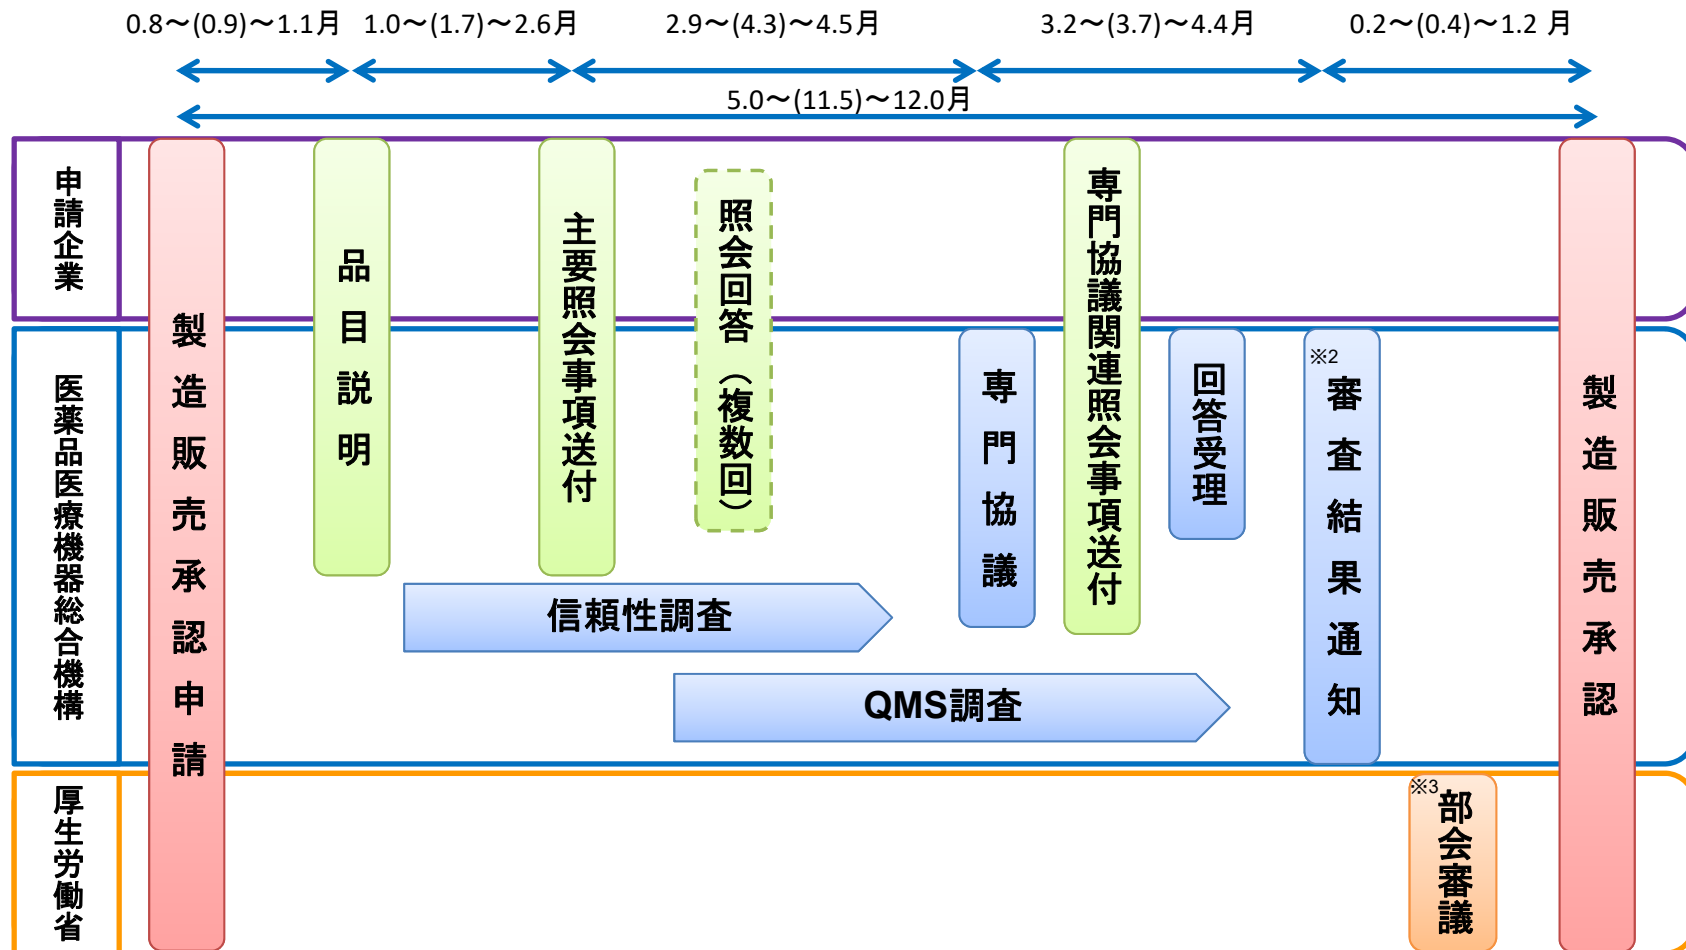 0.8～(0.9)～1.1月
1.0～(1.7)～2.6月
2.9～(4.3)～4.5月
3.2～(3.7)～4.4月
0.2～(0.4)～1.2 月
5.0～(11.5)～12.0月
申請企業
医薬品医療機器総合機構
厚生労働省
製造販売承認申請
品目説明
主要照会事項送付
照会回答（複数回）
専門協議
専門協議関連照会事項送付
回答受理
※2
審査結果通知
製造販売承認
信頼性調査
QMS調査
※3
部会審議